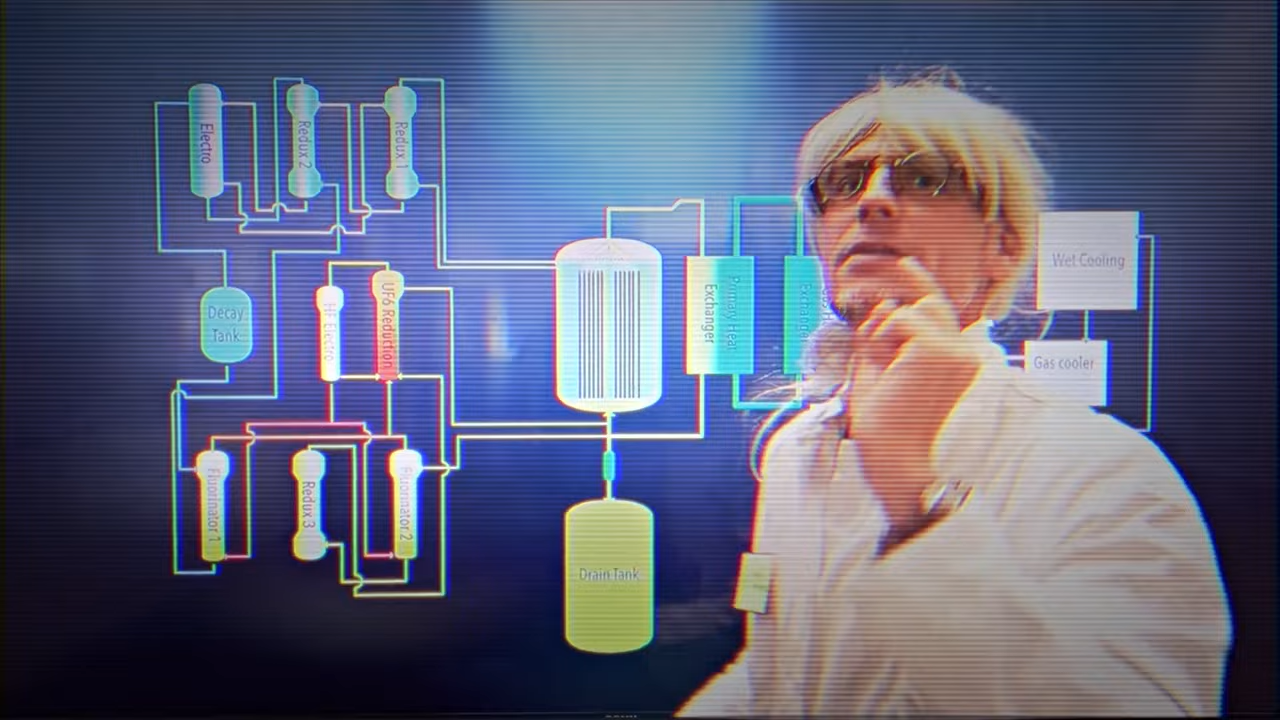 Electro
Redux 2
Redux 1
Wet Cooling
Decay
Tank
HF Electro
UF6 Reduction
Primary Heat
Exchanger
Exchanger
Gas cooler
Fluorinator 1
Redux 3
Fluorinator 2
Drain Tank